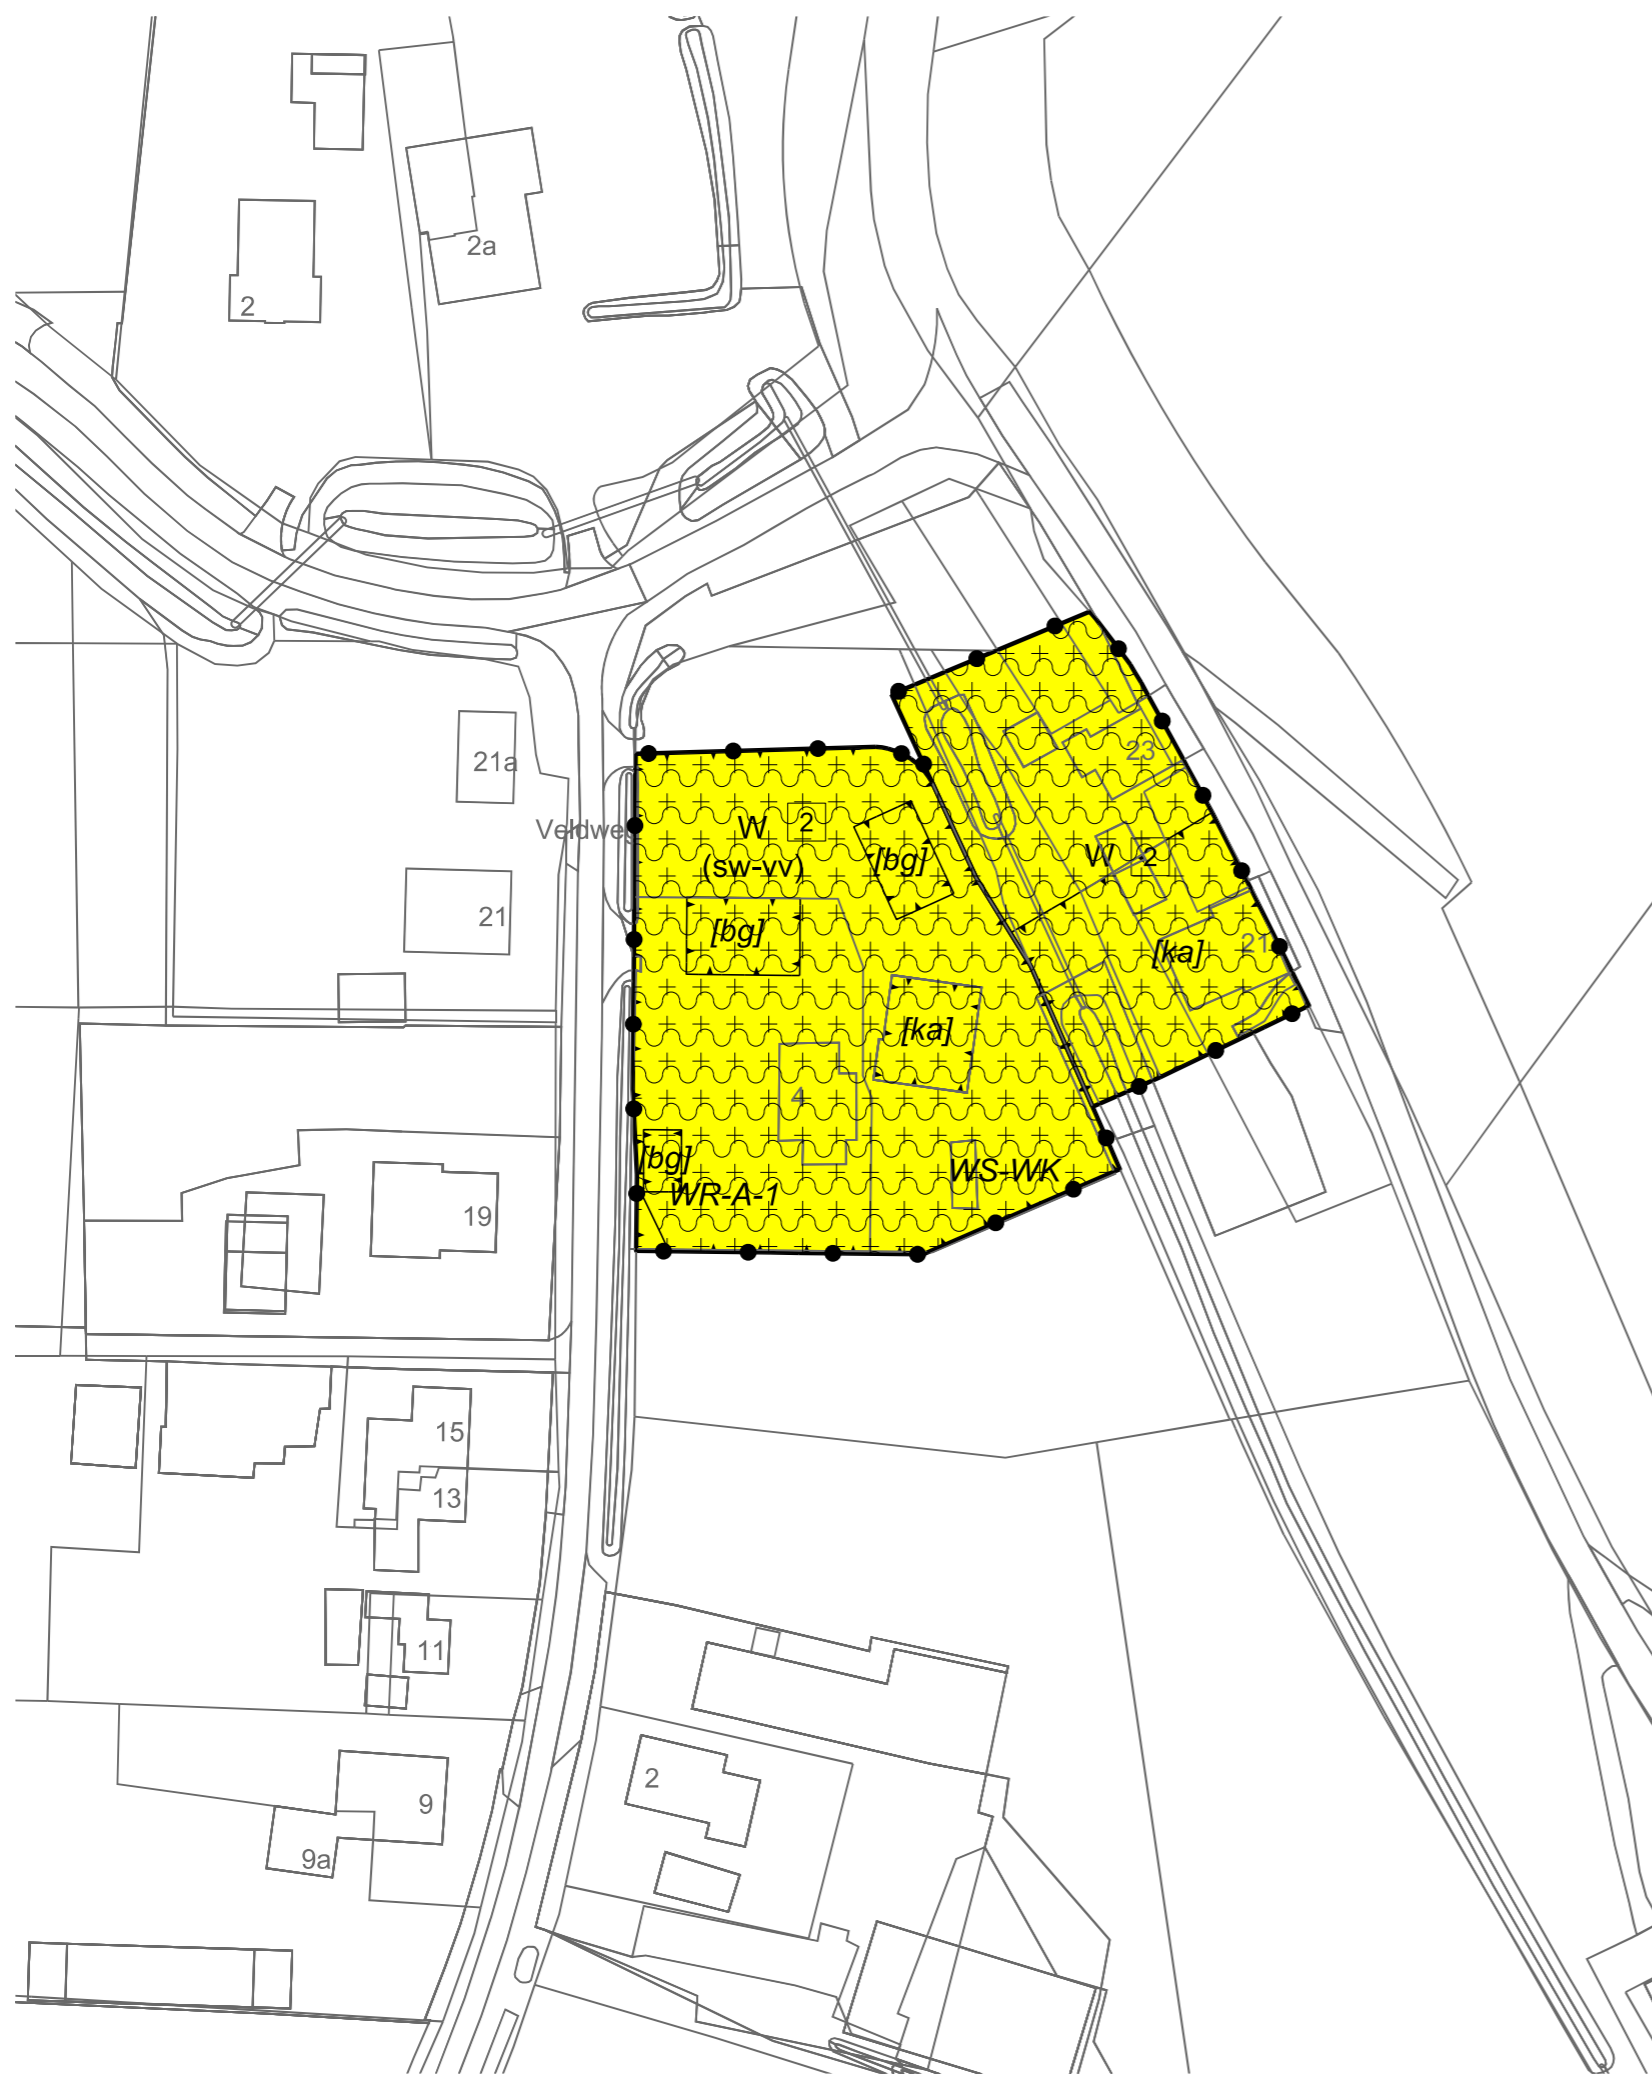 2a
2
21a
Veldweg
W 2
(sw-vv)
[bg]
23
W 2
21
[bg]
[ka]
21
[ka]
4
[bg]
WS-WK
WR-A-1
19
15
13
11
2
9
9a